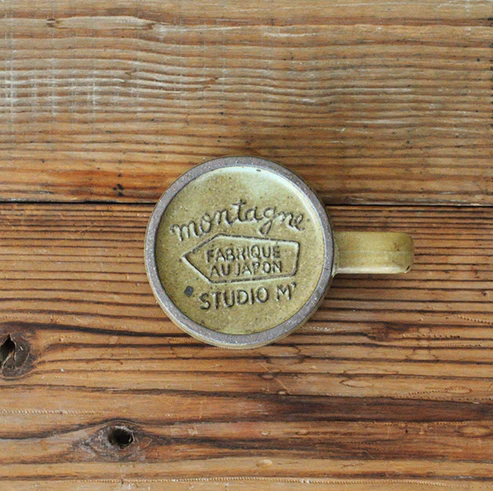 montagne
FABRIQUÉ
AU JAPON
STUDIO M'